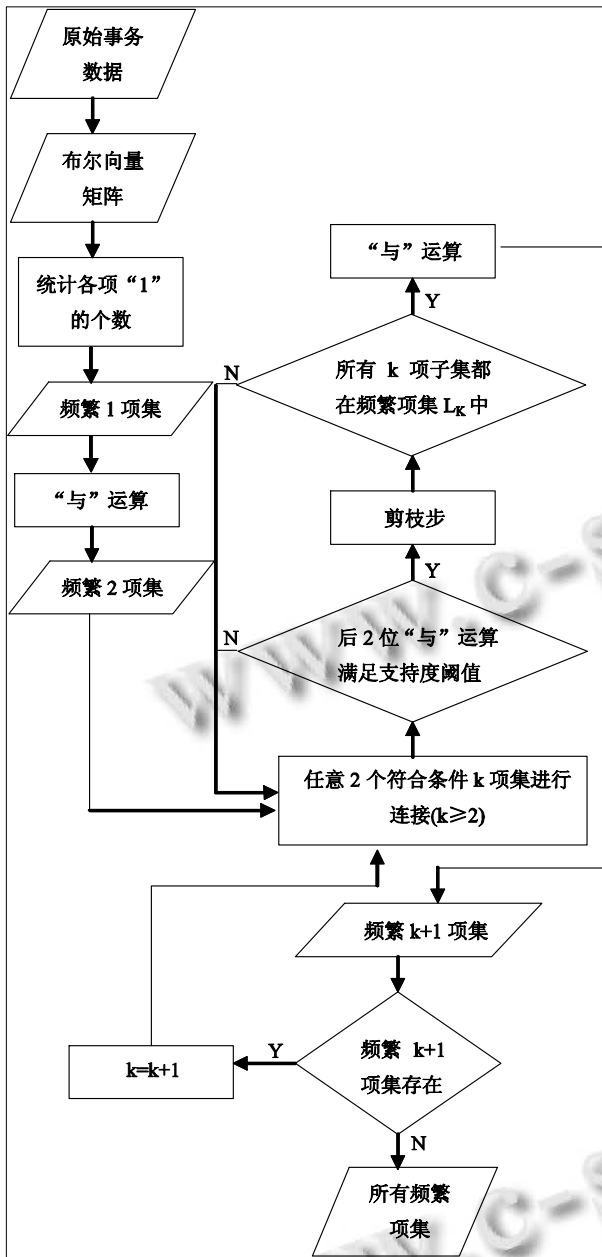 原始事务
数据
布尔向量
矩阵
统计各项“1”
的个数
频繁 1 项集
“与”运算
频繁 2 项集
“与”运算
Y
所有 k 项子集都
在频繁项集 L_K 中
N
剪枝步
Y
后 2 位“与”运算
满足支持度阈值
N
任意 2 个符合条件 k 项集进行
连接(k≥2)
频繁 k+1 项集
频繁 k+1
项集存在
Y
k=k+1
N
所有频繁
项集
www.c-s
c-s